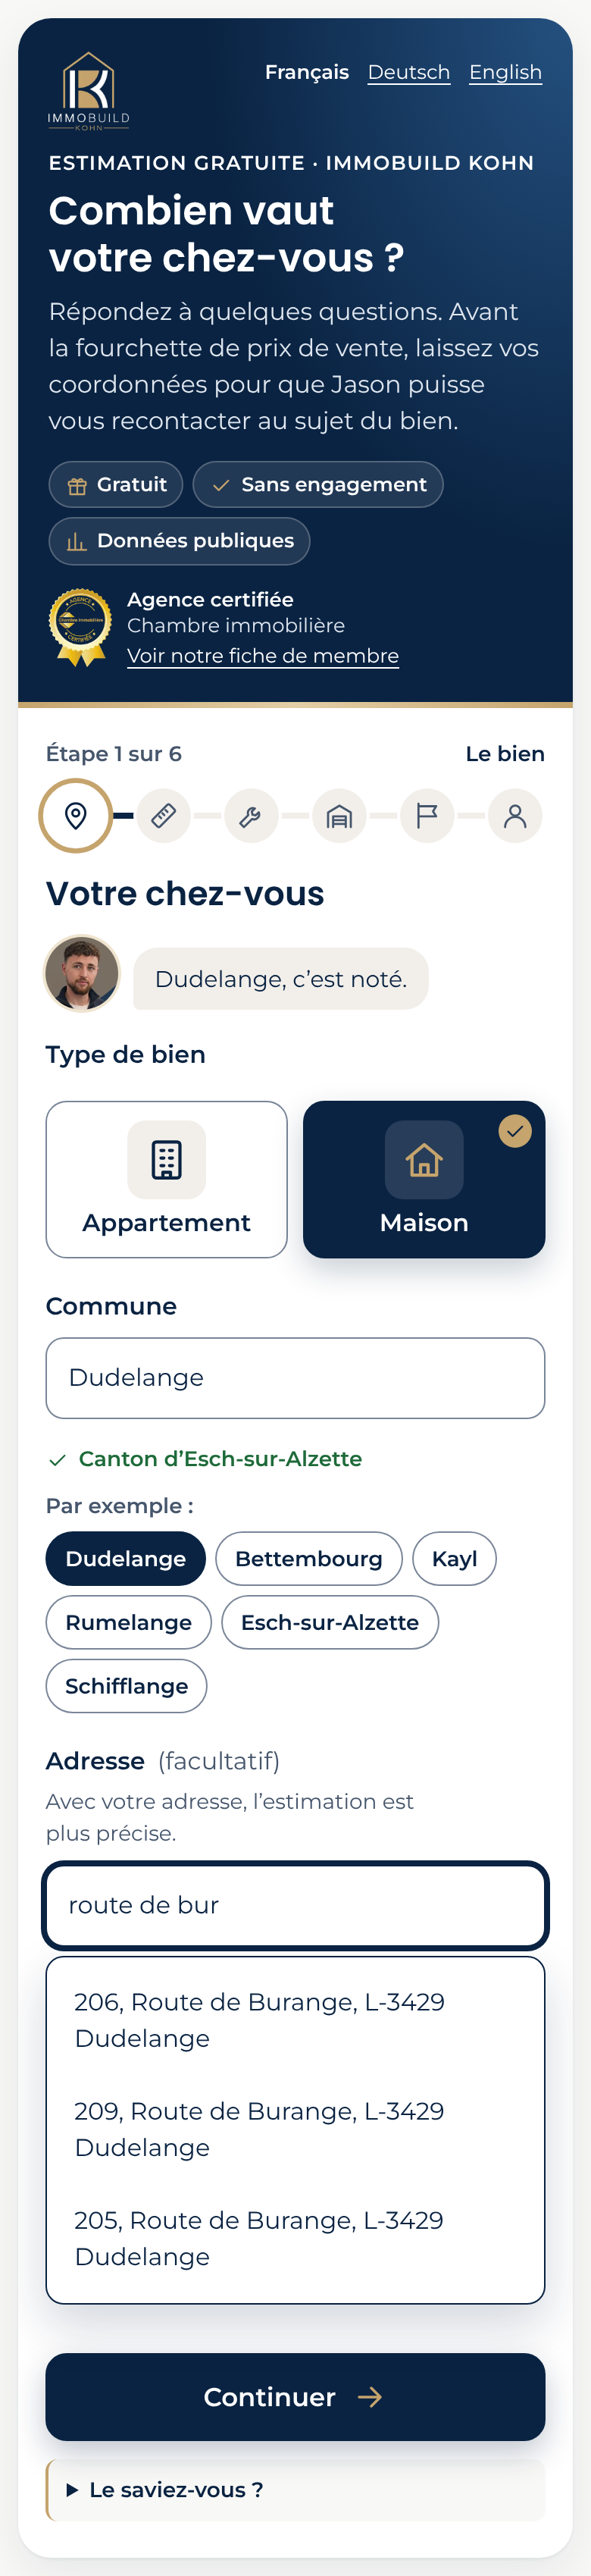 Français Deutsch English
IMMOBUILD
KOHN
ESTIMATION GRATUITE · IMMOBUILD KOHN
Combien vaut
votre chez-vous ?
Répondez à quelques questions. Avant
la fourchette de prix de vente, laissez vos
coordonnées pour que Jason puisse
vous recontacter au sujet du bien.
Gratuit
Sans engagement
Données publiques
AGENCE
Chambre Immobilière
CERTIFIÉE
Agence certifiée
Chambre immobilière
Voir notre fiche de membre
Étape 1 sur 6
Le bien
Votre chez-vous
Dudelange, c’est noté.
Type de bien
Appartement
Maison
Commune
Dudelange
Canton d’Esch-sur-Alzette
Par exemple :
Dudelange
Bettembourg
Kayl
Rumelange
Esch-sur-Alzette
Schifflange
Adresse (facultatif)
Avec votre adresse, l’estimation est
plus précise.
route de bur
206, Route de Burange, L-3429
Dudelange
209, Route de Burange, L-3429
Dudelange
205, Route de Burange, L-3429
Dudelange
Continuer
Le saviez-vous ?